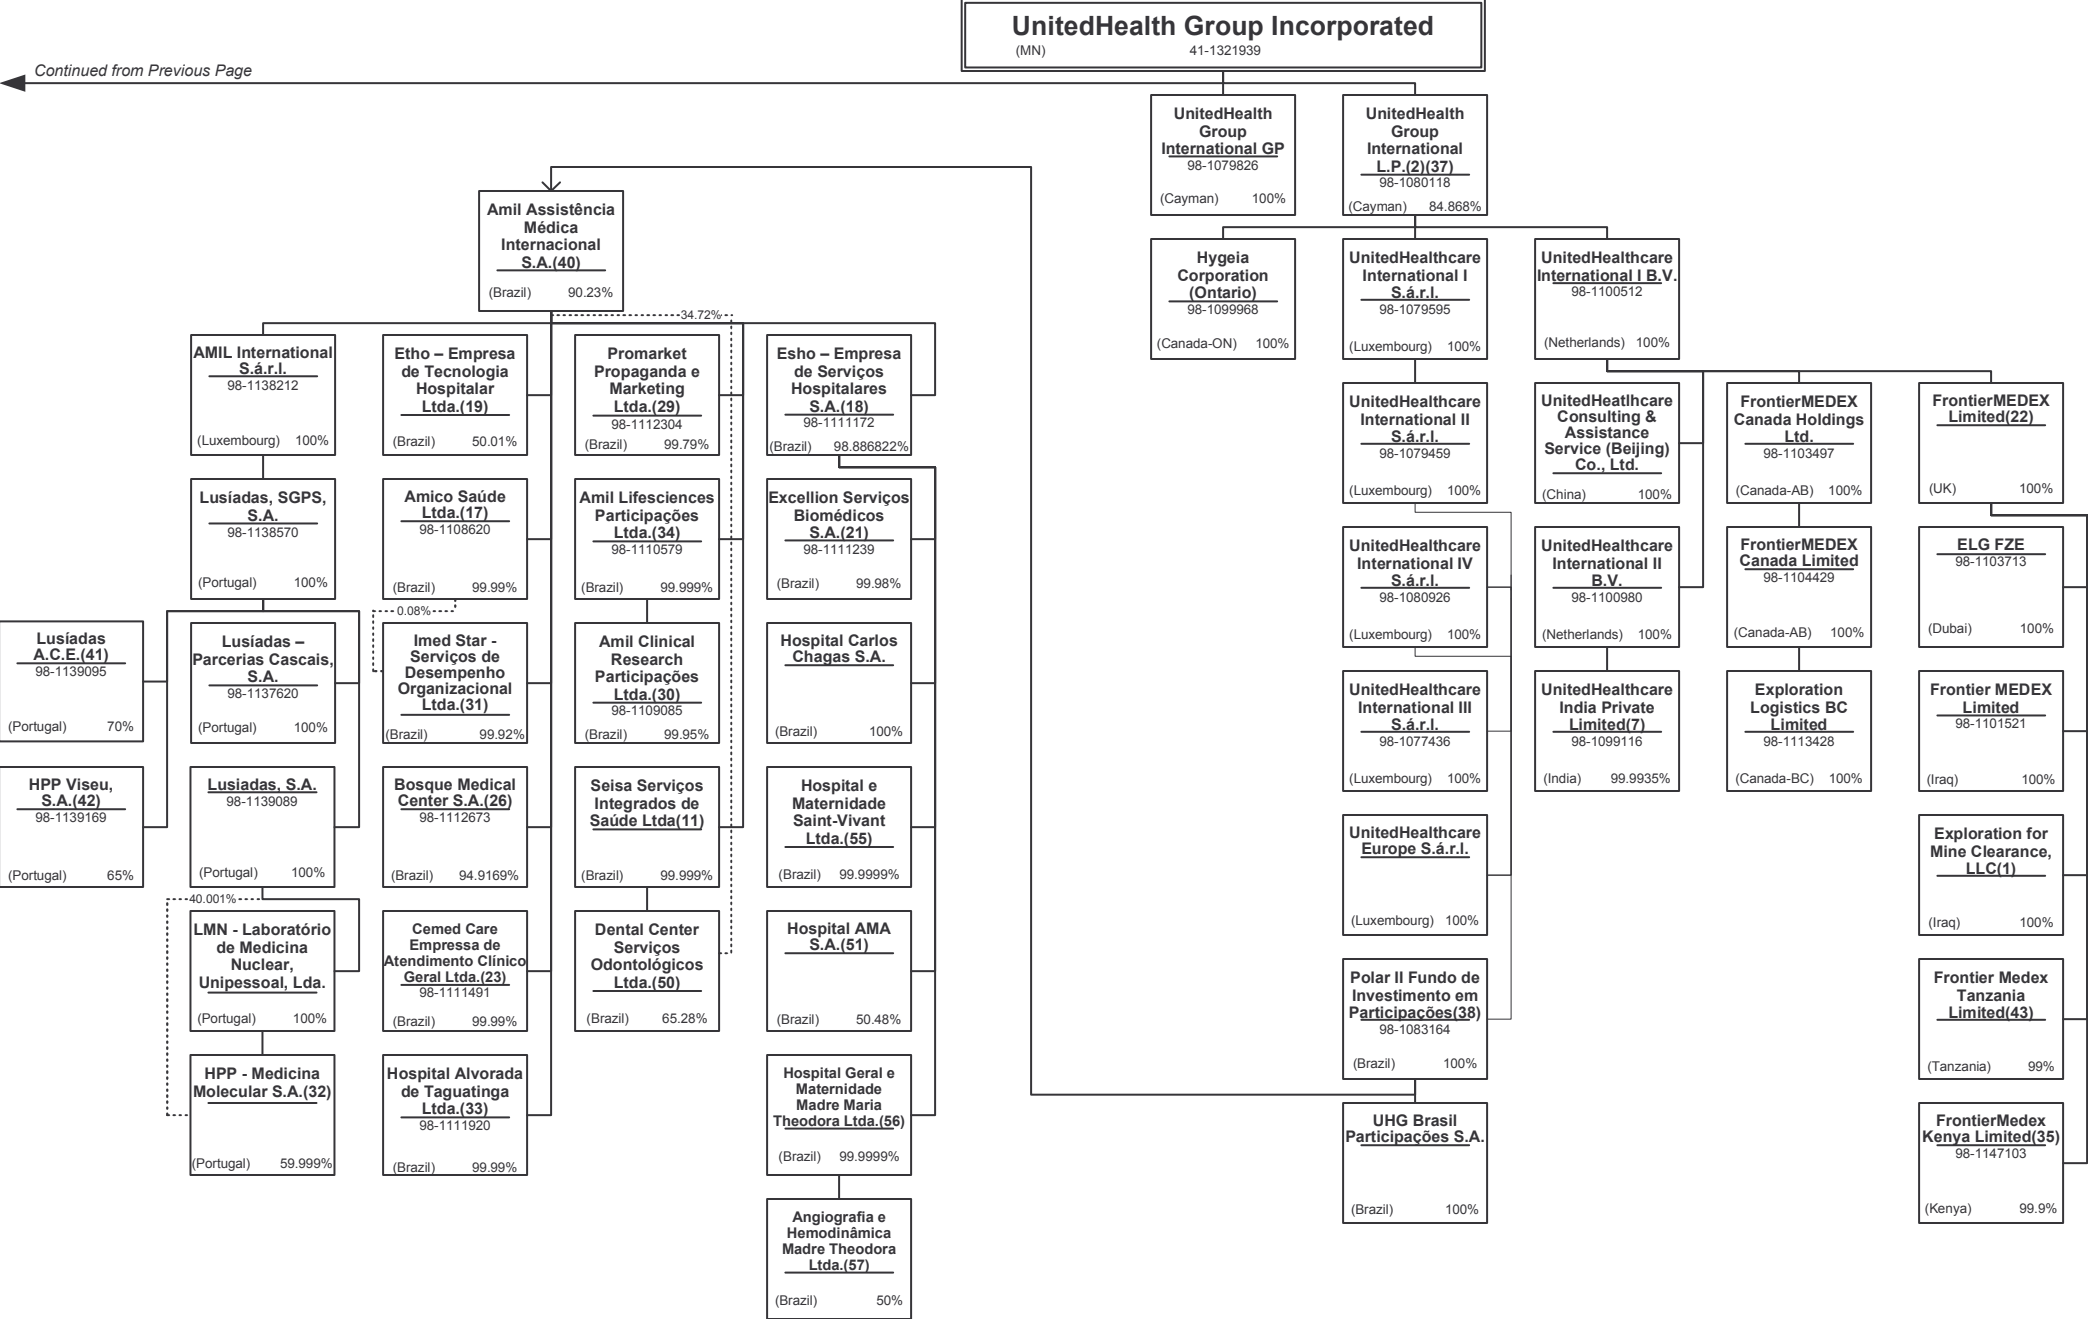 UnitedHealth Group Incorporated
(MN) 41-1321939
Continued from Previous Page
UnitedHealth
Group
International GP
98-1079826
(Cayman) 100%
UnitedHealth
Group
International
L.P.(2)(37)
98-1080118
(Cayman) 84.868%
Amil Assistência
Médica
Internacional
S.A.(40)
(Brazil) 90.23%
34.72%
Hygeia
Corporation
(Ontario)
98-1099968
(Canada-ON) 100%
UnitedHealthcare
International I
S.á.r.l.
98-1079595
(Luxembourg) 100%
UnitedHealthcare
International I B.V.
98-1100512
(Netherlands) 100%
AMIL International
S.á.r.l.
98-1138212
(Luxembourg) 100%
Etho – Empresa
de Tecnologia
Hospitalar
Ltda.(19)
(Brazil) 50.01%
Promarket
Propaganda e
Marketing
Ltda.(29)
98-1112304
(Brazil) 99.79%
Esho – Empresa
de Serviços
Hospitalares
S.A.(18)
98-1111172
(Brazil) 98.886822%
UnitedHealthcare
International II
S.á.r.l.
98-1079459
(Luxembourg) 100%
UnitedHeatlhcare
Consulting &
Assistance
Service (Beijing)
Co., Ltd.
(China) 100%
FrontierMEDEX
Canada Holdings
Ltd.
98-1103497
(Canada-AB) 100%
FrontierMEDEX
Limited(22)
(UK) 100%
Lusíadas, SGPS,
S.A.
98-1138570
(Portugal) 100%
Amico Saúde
Ltda.(17)
98-1108620
(Brazil) 99.99%
0.08%
Amil Lifesciences
Participações
Ltda.(34)
98-1110579
(Brazil) 99.999%
Excellion Serviços
Biomédicos
S.A.(21)
98-1111239
(Brazil) 99.98%
UnitedHealthcare
International IV
S.á.r.l.
98-1080926
(Luxembourg) 100%
UnitedHealthcare
International II
B.V.
98-1100980
(Netherlands) 100%
FrontierMEDEX
Canada Limited
98-1104429
(Canada-AB) 100%
ELG FZE
98-1103713
(Dubai) 100%
Lusíadas
A.C.E.(41)
98-1139095
(Portugal) 70%
Lusíadas –
Parcerias Cascais,
S.A.
98-1137620
(Portugal) 100%
Imed Star -
Serviços de
Desempenho
Organizacional
Ltda.(31)
(Brazil) 99.92%
Amil Clinical
Research
Participações
Ltda.(30)
98-1109085
(Brazil) 99.95%
Hospital Carlos
Chagas S.A.
(Brazil) 100%
UnitedHealthcare
International III
S.á.r.l.
98-1077436
(Luxembourg) 100%
UnitedHealthcare
India Private
Limited(7)
98-1099116
(India) 99.9935%
Exploration
Logistics BC
Limited
98-1113428
(Canada-BC) 100%
Frontier MEDEX
Limited
98-1101521
(Iraq) 100%
HPP Viseu,
S.A.(42)
98-1139169
(Portugal) 65%
Lusiadas, S.A.
98-1139089
(Portugal) 100%
40.001%
Bosque Medical
Center S.A.(26)
98-1112673
(Brazil) 94.9169%
Seisa Serviços
Integrados de
Saúde Ltda(11)
(Brazil) 99.999%
Hospital e
Maternidade
Saint-Vivant
Ltda.(55)
(Brazil) 99.9999%
UnitedHealthcare
Europe S.á.r.l.
(Luxembourg) 100%
Exploration for
Mine Clearance,
LLC(1)
(Iraq) 100%
LMN - Laboratório
de Medicina
Nuclear,
Unipessoal, Lda.
(Portugal) 100%
Cemed Care
Empressa de
Atendimento Clínico
Geral Ltda.(23)
98-1111491
(Brazil) 99.99%
Dental Center
Serviços
Odontológicos
Ltda.(50)
(Brazil) 65.28%
Hospital AMA
S.A.(51)
(Brazil) 50.48%
Polar II Fundo de
Investimento em
Participações(38)
98-1083164
(Brazil) 100%
Frontier Medex
Tanzania
Limited(43)
(Tanzania) 99%
HPP - Medicina
Molecular S.A.(32)
(Portugal) 59.999%
Hospital Alvorada
de Taguatinga
Ltda.(33)
98-1111920
(Brazil) 99.99%
Hospital Geral e
Maternidade
Madre Maria
Theodora Ltda.(56)
(Brazil) 99.9999%
UHG Brasil
Participações S.A.
(Brazil) 100%
FrontierMedex
Kenya Limited(35)
98-1147103
(Kenya) 99.9%
Angiografia e
Hemodinâmica
Madre Theodora
Ltda.(57)
(Brazil) 50%